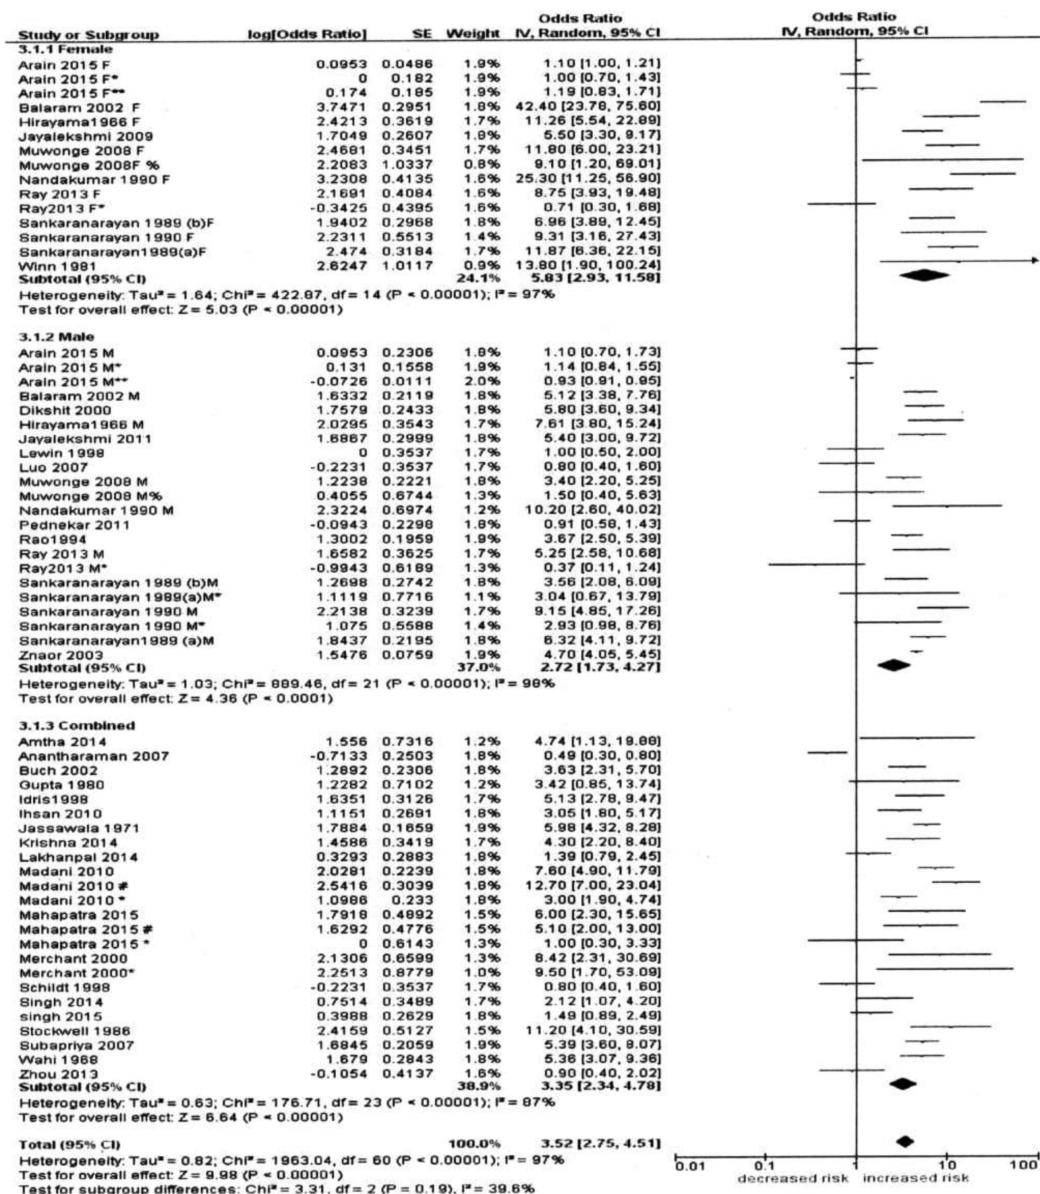 Odds Ratio Odds Ratio
Study or Subgroup log[Odds Ratio] SE Weight IV, Random, 95% CI IV, Random, 95% CI
3.1.1 Female
Arain 2015 F 0.0953 0.0486 1.9% 1.10 [1.00, 1.21]
Arain 2015 F* 0 0.182 1.9% 1.00 [0.70, 1.43]
Arain 2015 F** 0.174 0.185 1.9% 1.19 [0.83, 1.71]
Balaram 2002 F 3.7471 0.2951 1.8% 42.40 [23.78, 75.60]
Hirayama1966 F 2.4213 0.3619 1.7% 11.26 [5.54, 22.89]
Jayalekshmi 2009 1.7049 0.2607 1.8% 5.50 [3.30, 9.17]
Muwonge 2008 F 2.4681 0.3451 1.7% 11.80 [6.00, 23.21]
Muwonge 2008F % 2.2083 1.0337 0.8% 9.10 [1.20, 69.01]
Nandakumar 1990 F 3.2308 0.4135 1.6% 25.30 [11.25, 56.90]
Ray 2013 F 2.1691 0.4084 1.6% 8.75 [3.93, 19.48]
Ray2013 F* -0.3425 0.4395 1.6% 0.71 [0.30, 1.68]
Sankaranarayan 1989 (b)F 1.9402 0.2968 1.8% 6.96 [3.89, 12.45]
Sankaranarayan 1990 F 2.2311 0.5513 1.4% 9.31 [3.16, 27.43]
Sankaranarayan1989(a)F 2.474 0.3184 1.7% 11.87 [6.36, 22.15]
Winn 1981 2.6247 1.0117 0.9% 13.80 [1.90, 100.24]
Subtotal (95% CI) 24.1% 5.83 [2.93, 11.58]
Heterogeneity: Tau² = 1.64; Chi² = 422.87, df = 14 (P < 0.00001); I² = 97%
Test for overall effect: Z = 5.03 (P < 0.00001)
3.1.2 Male
Arain 2015 M 0.0953 0.2306 1.8% 1.10 [0.70, 1.73]
Arain 2015 M* 0.131 0.1558 1.9% 1.14 [0.84, 1.55]
Arain 2015 M** -0.0726 0.0111 2.0% 0.93 [0.91, 0.95]
Balaram 2002 M 1.6332 0.2119 1.8% 5.12 [3.38, 7.76]
Dikshit 2000 1.7579 0.2433 1.8% 5.80 [3.60, 9.34]
Hirayama1966 M 2.0295 0.3543 1.7% 7.61 [3.80, 15.24]
Jayalekshmi 2011 1.6867 0.2999 1.8% 5.40 [3.00, 9.72]
Lewin 1998 0 0.3537 1.7% 1.00 [0.50, 2.00]
Luo 2007 -0.2231 0.3537 1.7% 0.80 [0.40, 1.60]
Muwonge 2008 M 1.2238 0.2221 1.8% 3.40 [2.20, 5.25]
Muwonge 2008 M% 0.4055 0.6744 1.3% 1.50 [0.40, 5.63]
Nandakumar 1990 M 2.3224 0.6974 1.2% 10.20 [2.60, 40.02]
Pednekar 2011 -0.0943 0.2298 1.8% 0.91 [0.58, 1.43]
Rao1994 1.3002 0.1959 1.9% 3.67 [2.50, 5.39]
Ray 2013 M 1.6582 0.3625 1.7% 5.25 [2.58, 10.68]
Ray2013 M* -0.9943 0.6189 1.3% 0.37 [0.11, 1.24]
Sankaranarayan 1989 (b)M 1.2698 0.2742 1.8% 3.56 [2.08, 6.09]
Sankaranarayan 1989(a)M* 1.1119 0.7716 1.1% 3.04 [0.67, 13.79]
Sankaranarayan 1990 M 2.2138 0.3239 1.7% 9.15 [4.85, 17.26]
Sankaranarayan 1990 M* 1.075 0.5588 1.4% 2.93 [0.98, 8.76]
Sankaranarayan1989 (a)M 1.8437 0.2195 1.8% 6.32 [4.11, 9.72]
Znaor 2003 1.5476 0.0759 1.9% 4.70 [4.05, 5.45]
Subtotal (95% CI) 37.0% 2.72 [1.73, 4.27]
Heterogeneity: Tau² = 1.03; Chi² = 889.46, df = 21 (P < 0.00001); I² = 98%
Test for overall effect: Z = 4.36 (P < 0.0001)
3.1.3 Combined
Amtha 2014 1.556 0.7316 1.2% 4.74 [1.13, 19.88]
Anantharaman 2007 -0.7133 0.2503 1.8% 0.49 [0.30, 0.80]
Buch 2002 1.2892 0.2306 1.8% 3.63 [2.31, 5.70]
Gupta 1980 1.2282 0.7102 1.2% 3.42 [0.85, 13.74]
Idris1998 1.6351 0.3126 1.7% 5.13 [2.78, 9.47]
Ihsan 2010 1.1151 0.2691 1.8% 3.05 [1.80, 5.17]
Jassawala 1971 1.7884 0.1659 1.9% 5.98 [4.32, 8.28]
Krishna 2014 1.4586 0.3419 1.7% 4.30 [2.20, 8.40]
Lakhanpal 2014 0.3293 0.2883 1.8% 1.39 [0.79, 2.45]
Madani 2010 2.0281 0.2239 1.8% 7.60 [4.90, 11.79]
Madani 2010 # 2.5416 0.3039 1.8% 12.70 [7.00, 23.04]
Madani 2010 * 1.0986 0.233 1.8% 3.00 [1.90, 4.74]
Mahapatra 2015 1.7918 0.4892 1.5% 6.00 [2.30, 15.65]
Mahapatra 2015 # 1.6292 0.4776 1.5% 5.10 [2.00, 13.00]
Mahapatra 2015 * 0 0.6143 1.3% 1.00 [0.30, 3.33]
Merchant 2000 2.1306 0.6599 1.3% 8.42 [2.31, 30.69]
Merchant 2000* 2.2513 0.8779 1.0% 9.50 [1.70, 53.09]
Schildt 1998 -0.2231 0.3537 1.7% 0.80 [0.40, 1.60]
Singh 2014 0.7514 0.3489 1.7% 2.12 [1.07, 4.20]
singh 2015 0.3988 0.2629 1.8% 1.49 [0.89, 2.49]
Stockwell 1986 2.4159 0.5127 1.5% 11.20 [4.10, 30.59]
Subapriya 2007 1.6845 0.2059 1.9% 5.39 [3.60, 8.07]
Wahi 1968 1.679 0.2843 1.8% 5.36 [3.07, 9.36]
Zhou 2013 -0.1054 0.4137 1.6% 0.90 [0.40, 2.02]
Subtotal (95% CI) 38.9% 3.35 [2.34, 4.78]
Heterogeneity: Tau² = 0.63; Chi² = 176.71, df = 23 (P < 0.00001); I² = 87%
Test for overall effect: Z = 6.64 (P < 0.00001)
Total (95% CI) 100.0% 3.52 [2.75, 4.51]
Heterogeneity: Tau² = 0.82; Chi² = 1963.04, df = 60 (P < 0.00001); I² = 97%
Test for overall effect: Z = 9.98 (P < 0.00001)
Test for subgroup differences: Chi² = 3.31, df = 2 (P = 0.19), I² = 39.6%
0.01 0.1 1 10 100
decreased risk increased risk